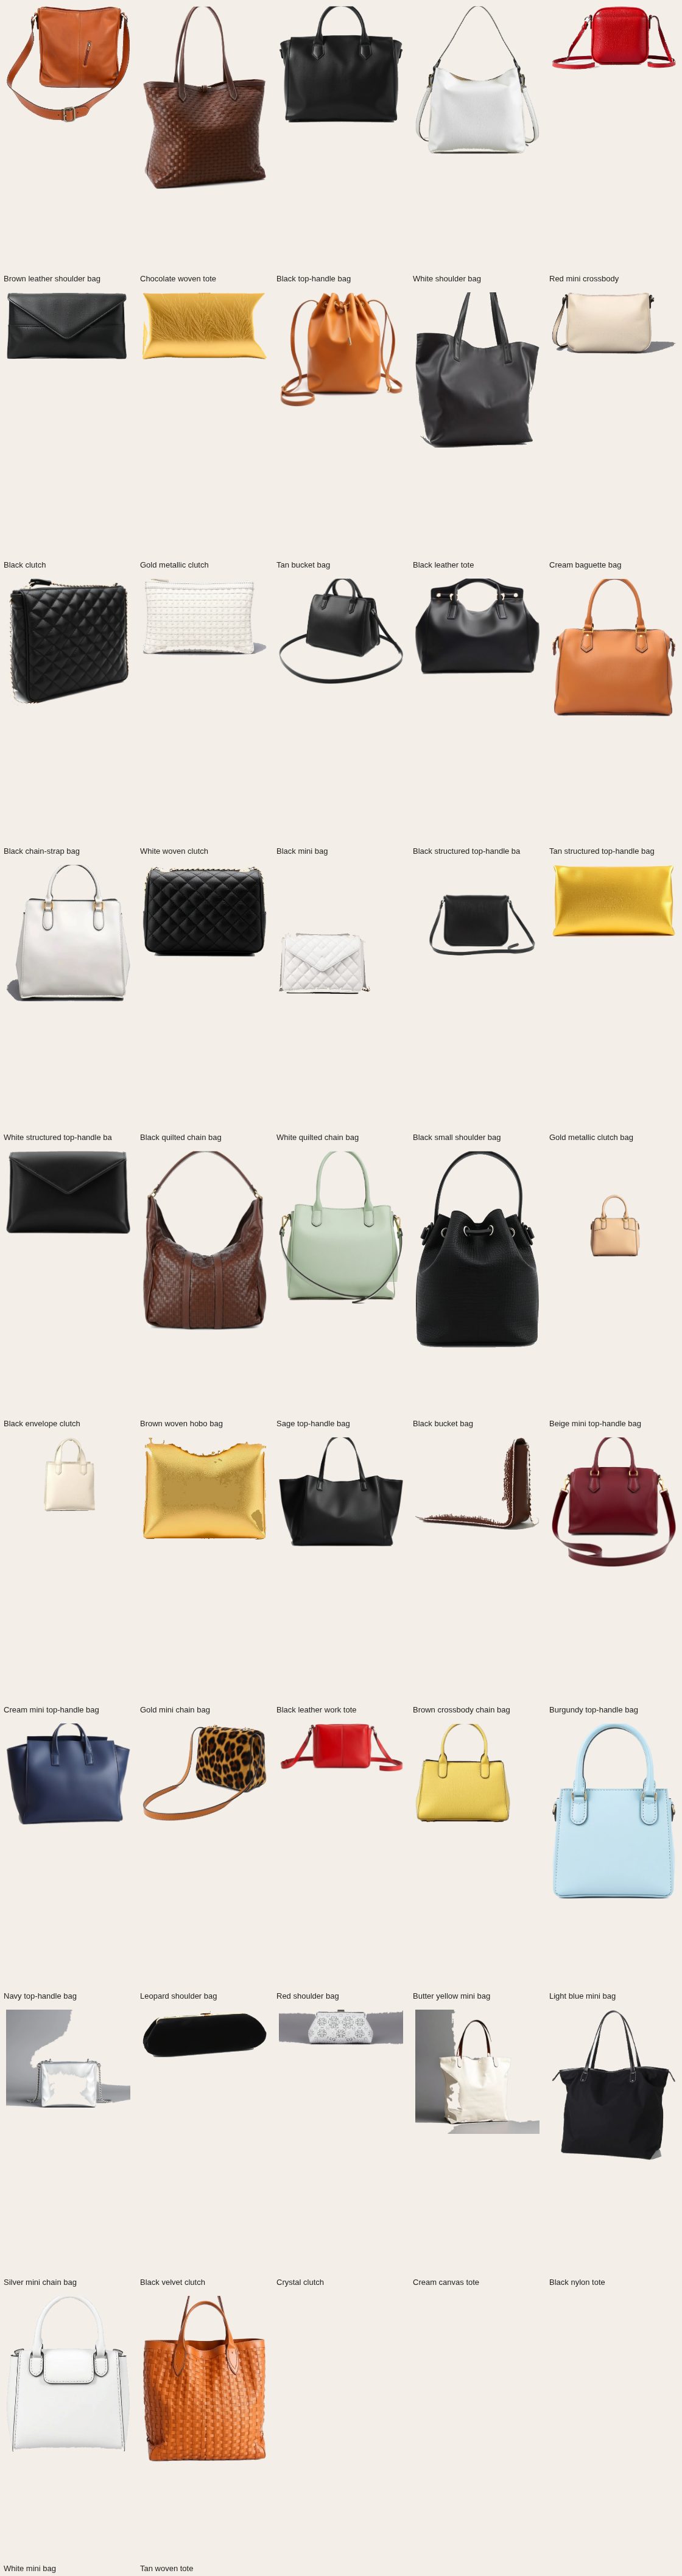 Brown leather shoulder bag
Chocolate woven tote
Black top-handle bag
White shoulder bag
Red mini crossbody
Black clutch
Gold metallic clutch
Tan bucket bag
Black leather tote
Cream baguette bag
Black chain-strap bag
White woven clutch
Black mini bag
Black structured top-handle ba
Tan structured top-handle bag
White structured top-handle ba
Black quilted chain bag
White quilted chain bag
Black small shoulder bag
Gold metallic clutch bag
Black envelope clutch
Brown woven hobo bag
Sage top-handle bag
Black bucket bag
Beige mini top-handle bag
Cream mini top-handle bag
Gold mini chain bag
Black leather work tote
Brown crossbody chain bag
Burgundy top-handle bag
Navy top-handle bag
Leopard shoulder bag
Red shoulder bag
Butter yellow mini bag
Light blue mini bag
Silver mini chain bag
Black velvet clutch
Crystal clutch
Cream canvas tote
Black nylon tote
White mini bag
Tan woven tote